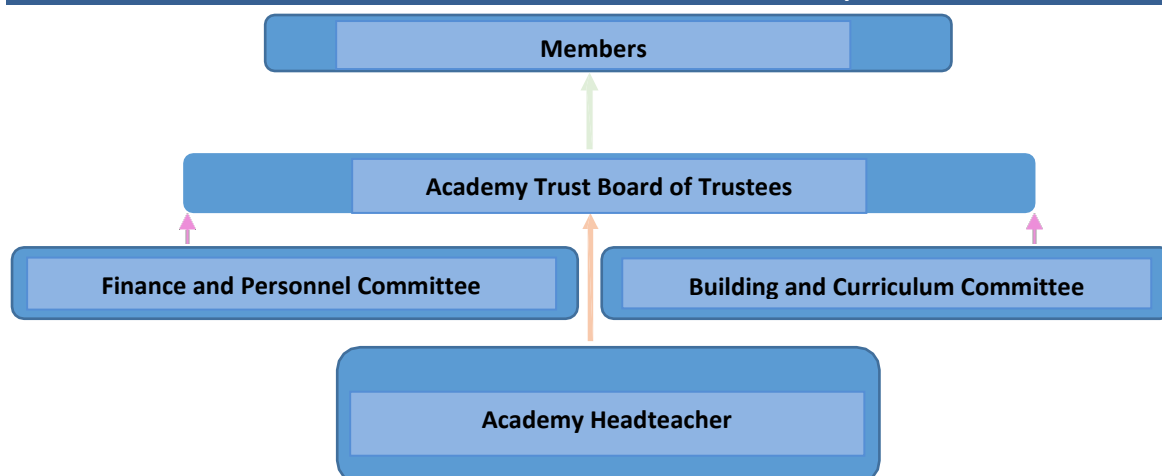 Members
Academy Trust Board of Trustees
Finance and Personnel Committee
Building and Curriculum Committee
Academy Headteacher